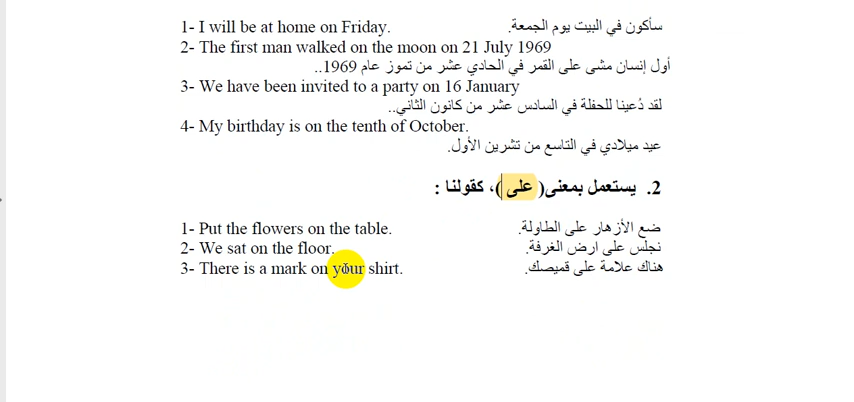 1- I will be at home on Friday. سأكون في البيت يوم الجمعة.
2- The first man walked on the moon on 21 July 1969
أول إنسان مشى على القمر في الحادي عشر من تموز عام 1969..
3- We have been invited to a party on 16 January
لقد دُعينا للحفلة في السادس عشر من كانون الثاني..
4- My birthday is on the tenth of October.
عيد ميلادي في التاسع من تشرين الأول.
2. يستعمل بمعنى( على )، كقولنا :
1- Put the flowers on the table. ضع الأزهار على الطاولة.
2- We sat on the floor. نجلس على ارض الغرفة.
3- There is a mark on your shirt. هناك علامة على قميصك.